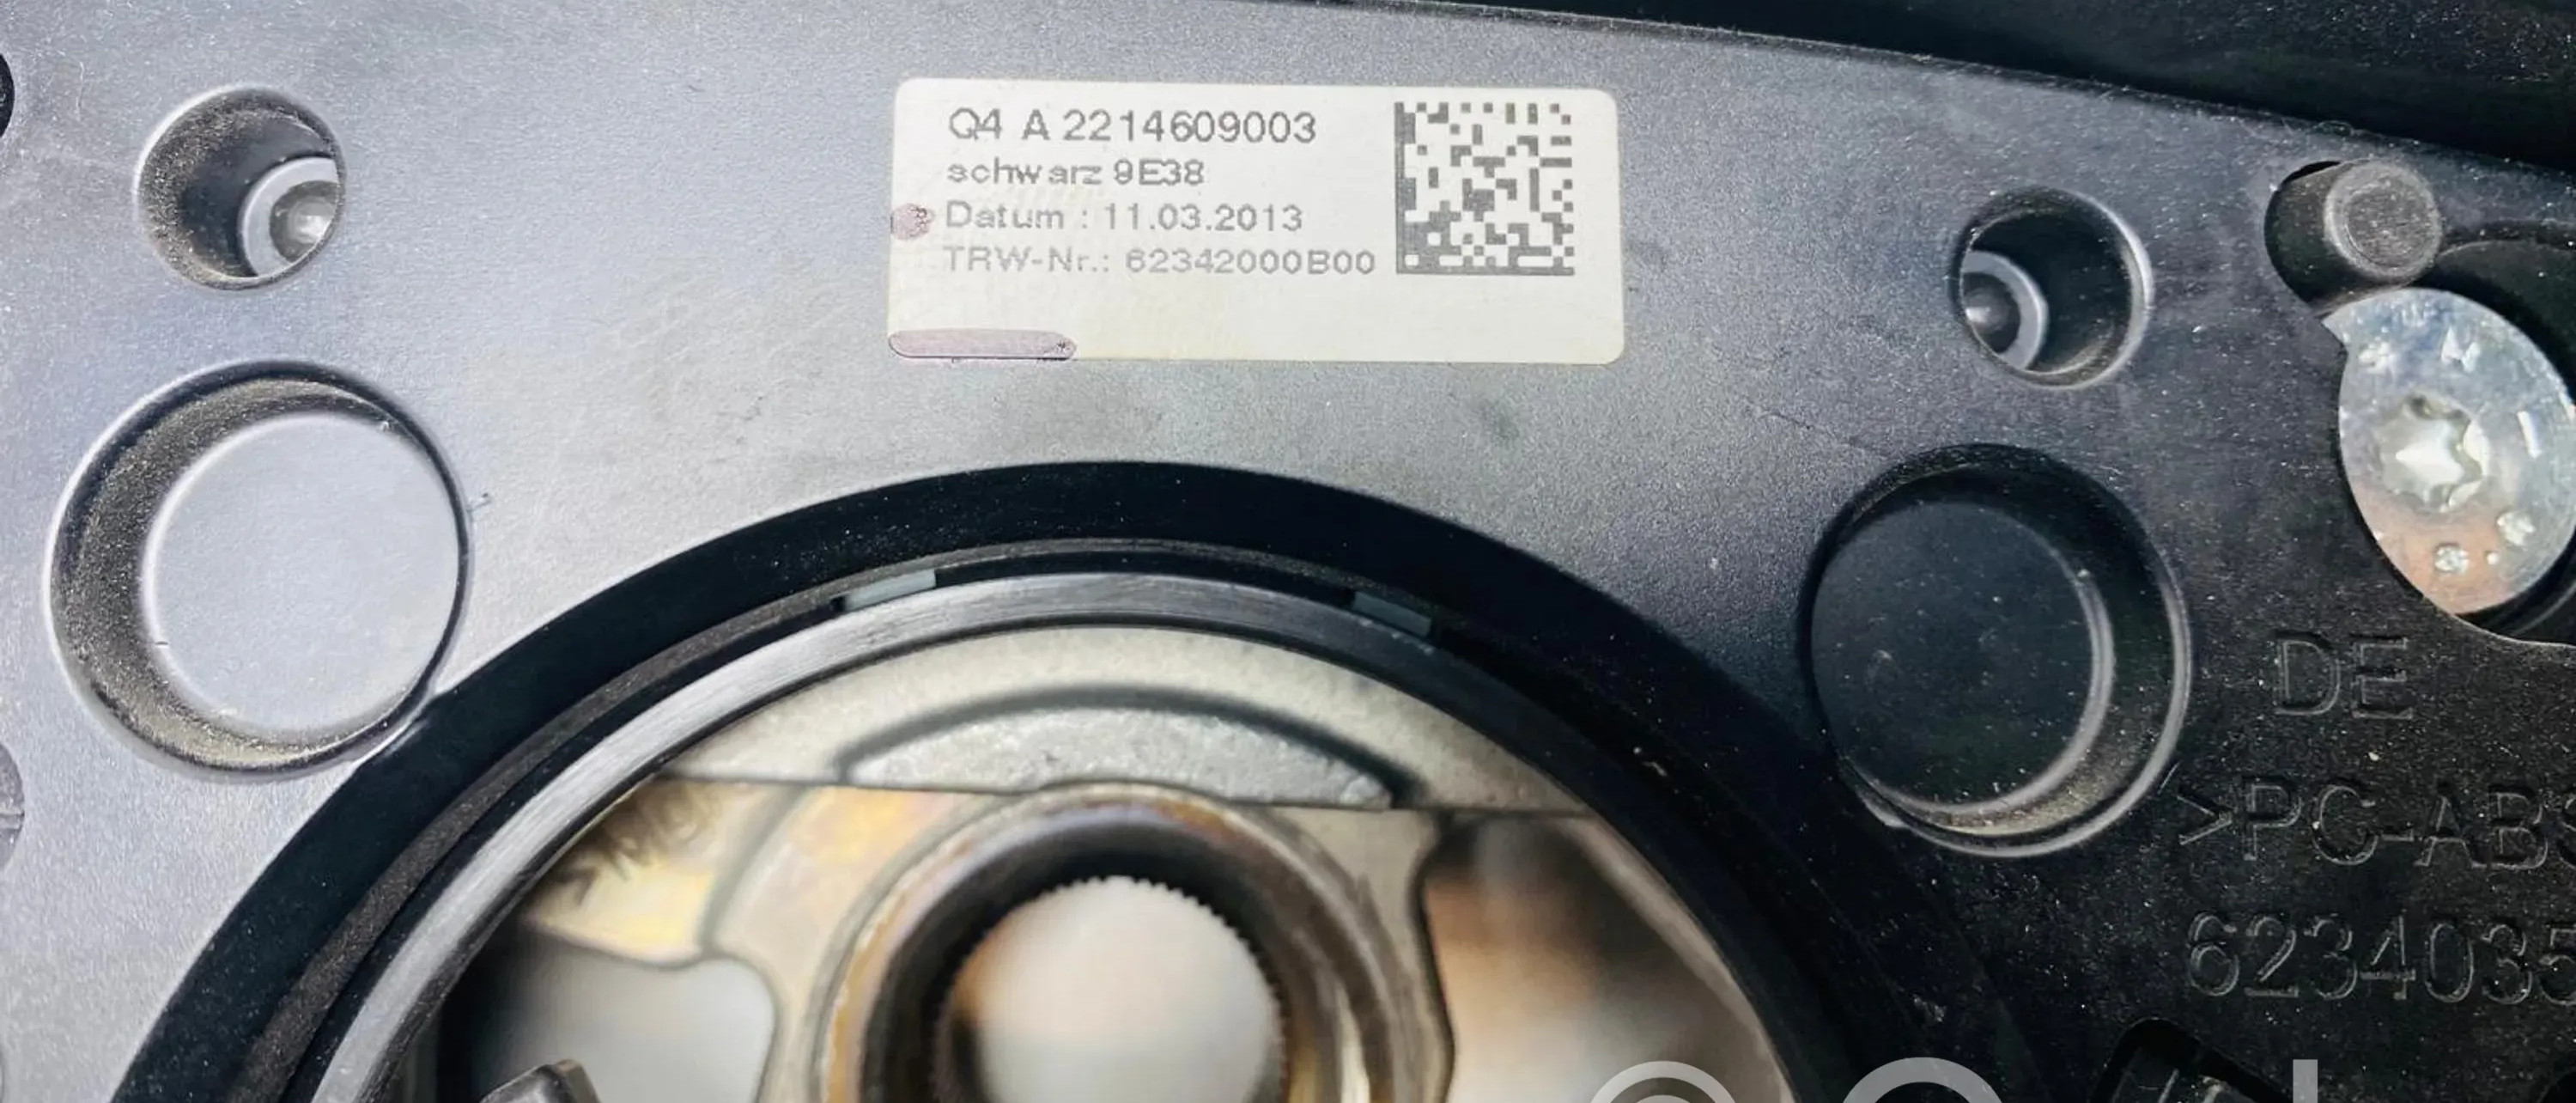 Q4 A 2214609003
schwarz 9E38
Datum : 11.03.2013
TRW-Nr.: 62342000B00
DE
>PC-ABS
6234035